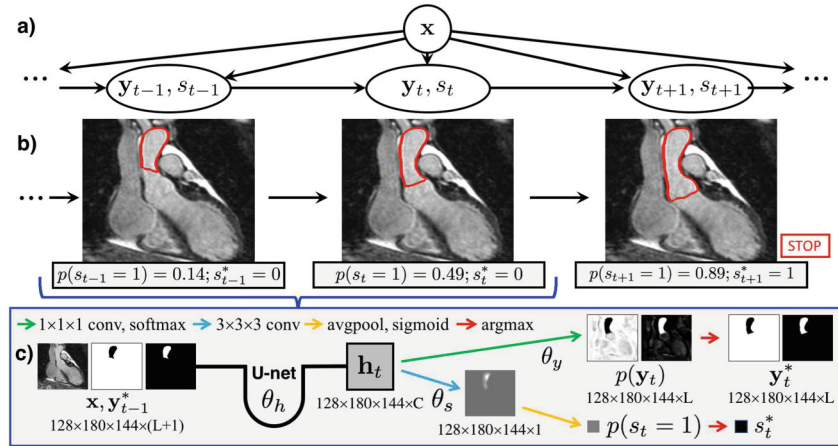 a)
x
... y_{t−1}, s_{t−1} y_t, s_t y_{t+1}, s_{t+1} ...
b)
...
STOP
p(s_{t−1} = 1) = 0.14; s*_{t−1} = 0 p(s_t = 1) = 0.49; s*_t = 0 p(s_{t+1} = 1) = 0.89; s*_{t+1} = 1
1×1×1 conv, softmax 3×3×3 conv avgpool, sigmoid argmax
c)
x, y*_{t−1}
128×180×144×(L+1)
U-net
θ_h
h_t
128×180×144×C
θ_y
θ_s
128×180×144×1
p(y_t)
128×180×144×L
y*_t
128×180×144×L
p(s_t = 1) s*_t